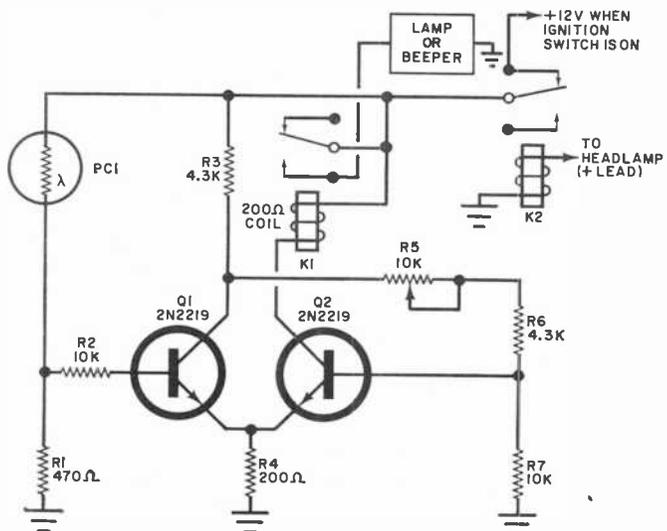 +12V WHEN
IGNITION
SWITCH IS ON
LAMP
OR
BEEPER
TO
HEADLAMP
(+ LEAD)
K2
R3
4.3K
PC1
λ
200Ω
COIL
K1
R5
10K
Q1
2N2219
Q2
2N2219
R6
4.3K
R2
10K
R1
470Ω
R4
200Ω
R7
10K